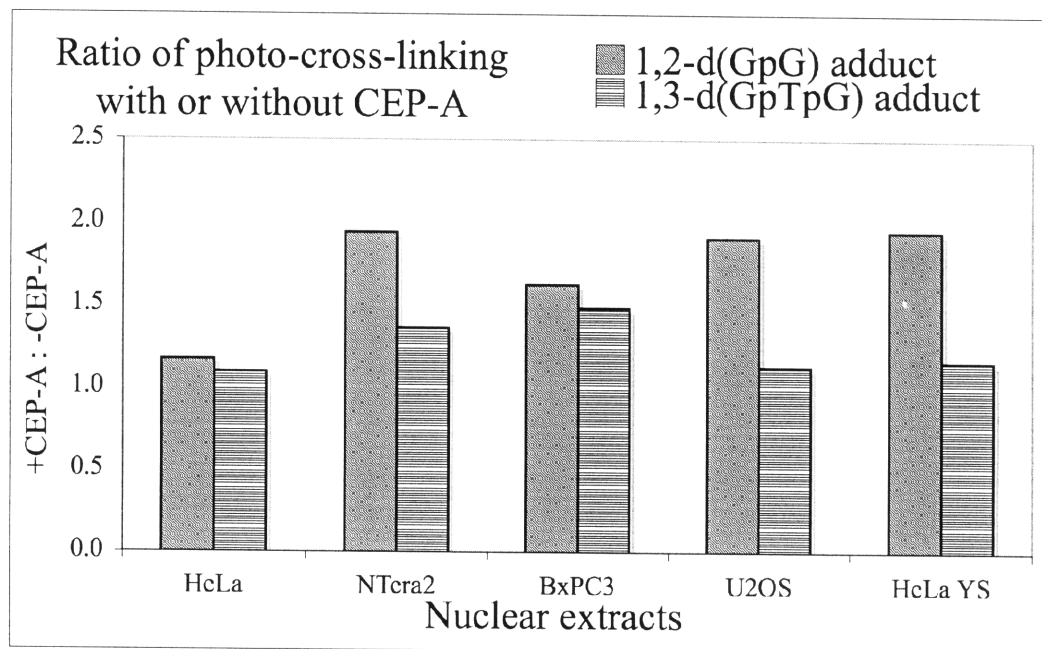 Ratio of photo-cross-linking
with or without CEP-A
1,2-d(GpG) adduct
1,3-d(GpTpG) adduct
+CEP-A : -CEP-A
2.5
2.0
1.5
1.0
0.5
0.0
HeLa
NTera2
BxPC3
U2OS
HeLa YS
Nuclear extracts